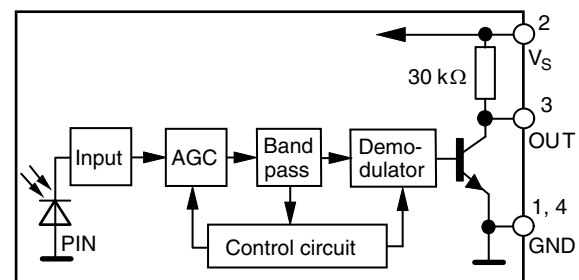 2
V_S
30 kΩ
3
OUT
Input
AGC
Band
pass
Demo-
dulator
PIN
Control circuit
1, 4
GND